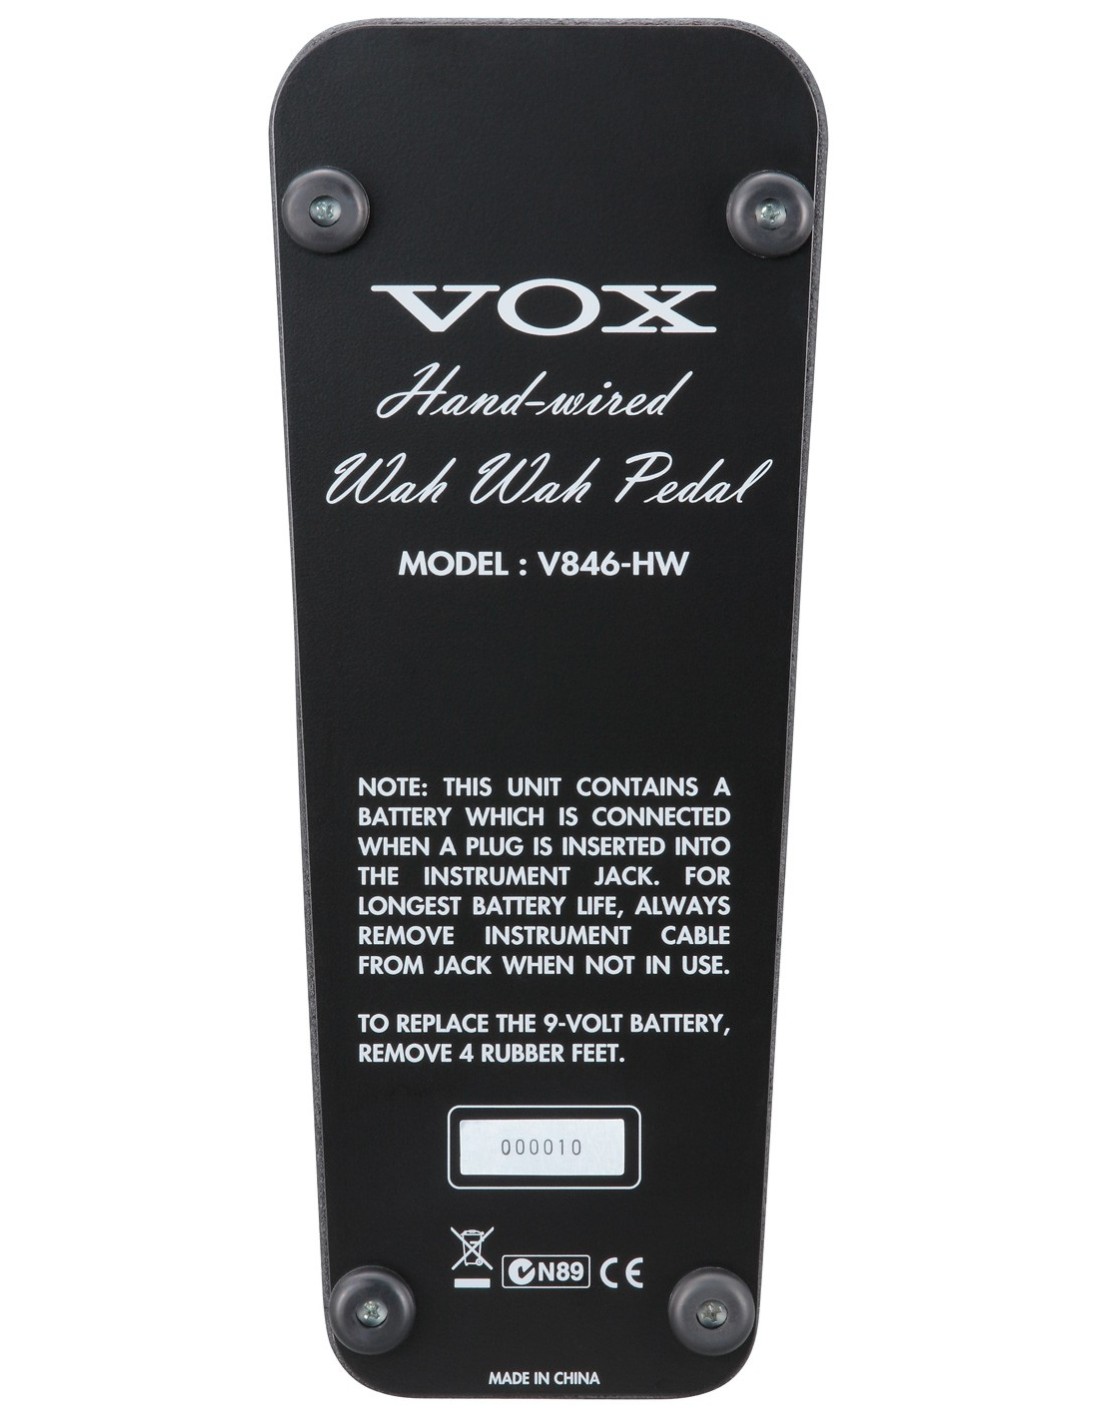 VOX
Hand-wired
Wah Wah Pedal
MODEL : V846-HW
NOTE: THIS UNIT CONTAINS A
BATTERY WHICH IS CONNECTED
WHEN A PLUG IS INSERTED INTO
THE INSTRUMENT JACK. FOR
LONGEST BATTERY LIFE, ALWAYS
REMOVE INSTRUMENT CABLE
FROM JACK WHEN NOT IN USE.
TO REPLACE THE 9-VOLT BATTERY,
REMOVE 4 RUBBER FEET.
000010
N89 CE
MADE IN CHINA